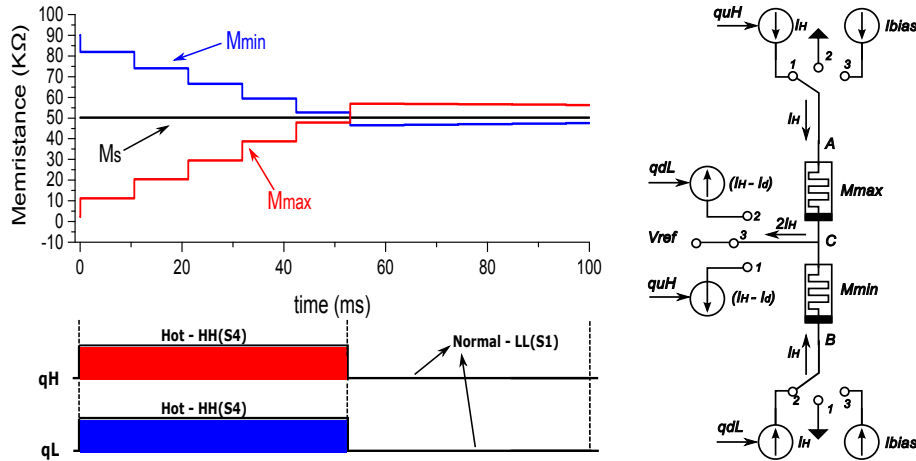 Memristance (KΩ)
100
90
80
70
60
50
40
30
20
10
0
-10
Mmin
Ms
Mmax
0 20 40 60 80 100
time (ms)
Hot - HH(S4)
Normal - LL(S1)
qH
Hot - HH(S4)
qL
quH
IH
Ibias
1
2
3
IH
A
qdL
(IH - Id)
Mmax
2
2IH
Vref
3
C
1
quH
(IH - Id)
Mmin
B
IH
2
1
3
qdL
IH
Ibias